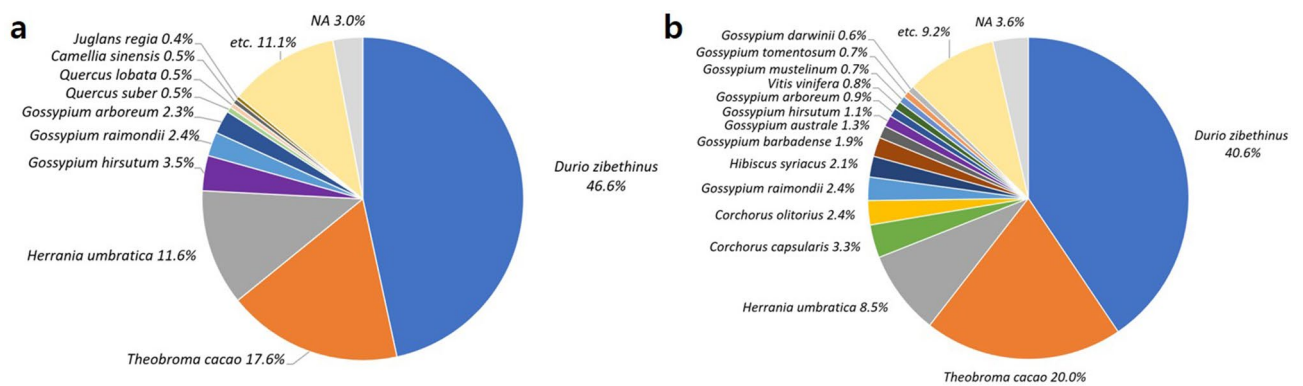 a
NA 3.0%
Juglans regia 0.4%
etc. 11.1%
Camellia sinensis 0.5%
Quercus lobata 0.5%
Quercus suber 0.5%
Gossypium arboreum 2.3%
Gossypium raimondii 2.4%
Gossypium hirsutum 3.5%
Durio zibethinus
46.6%
Herrania umbratica 11.6%
Theobroma cacao 17.6%
b
NA 3.6%
etc. 9.2%
Gossypium darwinii 0.6%
Gossypium tomentosum 0.7%
Gossypium mustelinum 0.7%
Vitis vinifera 0.8%
Gossypium arboreum 0.9%
Gossypium hirsutum 1.1%
Gossypium australe 1.3%
Gossypium barbadense 1.9%
Durio zibethinus
40.6%
Hibiscus syriacus 2.1%
Gossypium raimondii 2.4%
Corchorus olitorius 2.4%
Corchorus capsularis 3.3%
Herrania umbratica 8.5%
Theobroma cacao 20.0%